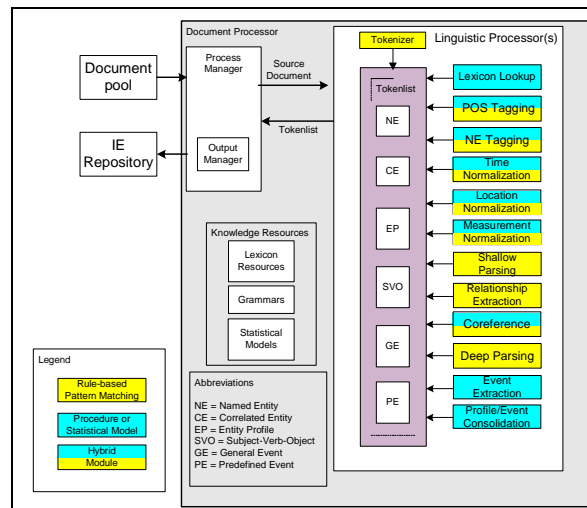 Document Processor
Process
Manager
Output
Manager
Document
pool
IE
Repository
Source
Document
Tokenlist
Knowledge Resources
Lexicon
Resources
Grammars
Statistical
Models
Abbreviations
NE = Named Entity
CE = Correlated Entity
EP = Entity Profile
SVO = Subject-Verb-Object
GE = General Event
PE = Predefined Event
Legend
Rule-based
Pattern Matching
Procedure or
Statistical Model
Hybrid
Module
Linguistic Processor(s)
Tokenizer
Tokenlist
NE
CE
EP
SVO
GE
PE
Lexicon Lookup
POS Tagging
NE Tagging
Time
Normalization
Location
Normalization
Measurement
Normalization
Shallow
Parsing
Relationship
Extraction
Coreference
Deep Parsing
Event
Extraction
Profile/Event
Consolidation